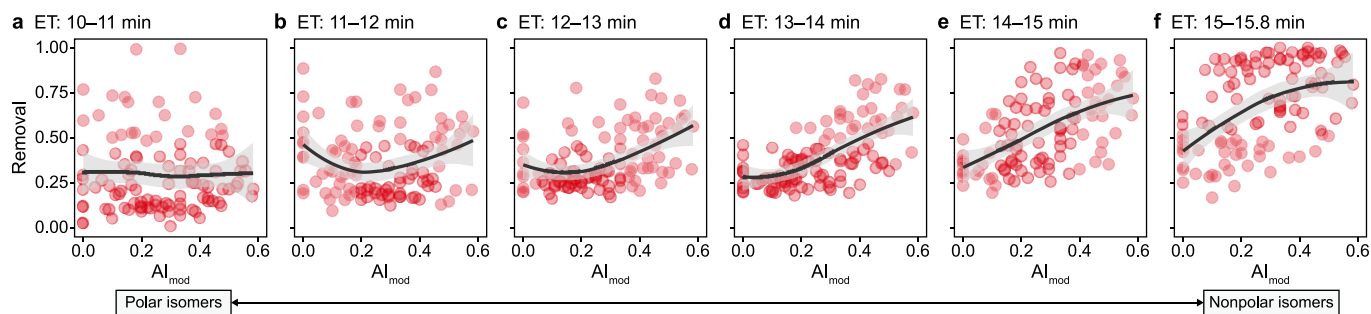 a ET: 10–11 min
b ET: 11–12 min
c ET: 12–13 min
d ET: 13–14 min
e ET: 14–15 min
f ET: 15–15.8 min
Removal
1.00
0.75
0.50
0.25
0.00
0.0 0.2 0.4 0.6
0.0 0.2 0.4 0.6
0.0 0.2 0.4 0.6
0.0 0.2 0.4 0.6
0.0 0.2 0.4 0.6
0.0 0.2 0.4 0.6
AImod
AImod
AImod
AImod
AImod
AImod
Polar isomers
Nonpolar isomers